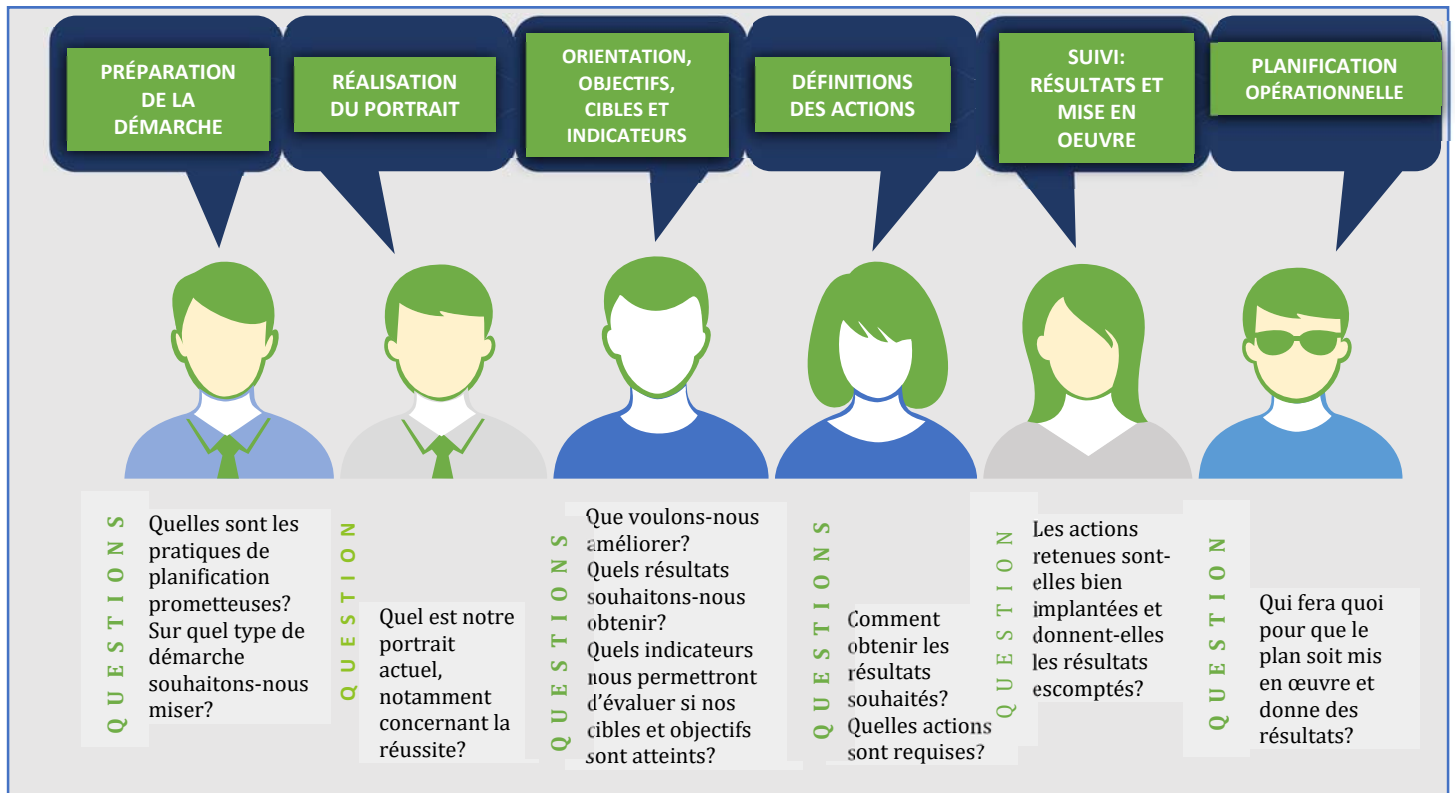 PRÉPARATION
DE LA
DÉMARCHE
RÉALISATION
DU PORTRAIT
ORIENTATION,
OBJECTIFS,
CIBLES ET
INDICATEURS
DÉFINITIONS
DES ACTIONS
SUIVI:
RÉSULTATS ET
MISE EN
OEUVRE
PLANIFICATION
OPÉRATIONNELLE
QUESTIONS
Quelles sont les
pratiques de
planification
prometteuses?
Sur quel type de
démarche
souhaitons-nous
miser?
QUESTION
Quel est notre
portrait
actuel,
notamment
concernant la
réussite?
QUESTIONS
Que voulons-nous
améliorer?
Quels résultats
souhaitons-nous
obtenir?
Quels indicateurs
nous permettront
d'évaluer si nos
cibles et objectifs
sont atteints?
QUESTIONS
Comment
obtenir les
résultats
souhaités?
Quelles actions
sont requises?
QUESTION
Les actions
retenues sont-
elles bien
implantées et
donnent-elles
les résultats
escomptés?
QUESTION
Qui fera quoi
pour que le
plan soit mis
en œuvre et
donne des
résultats?